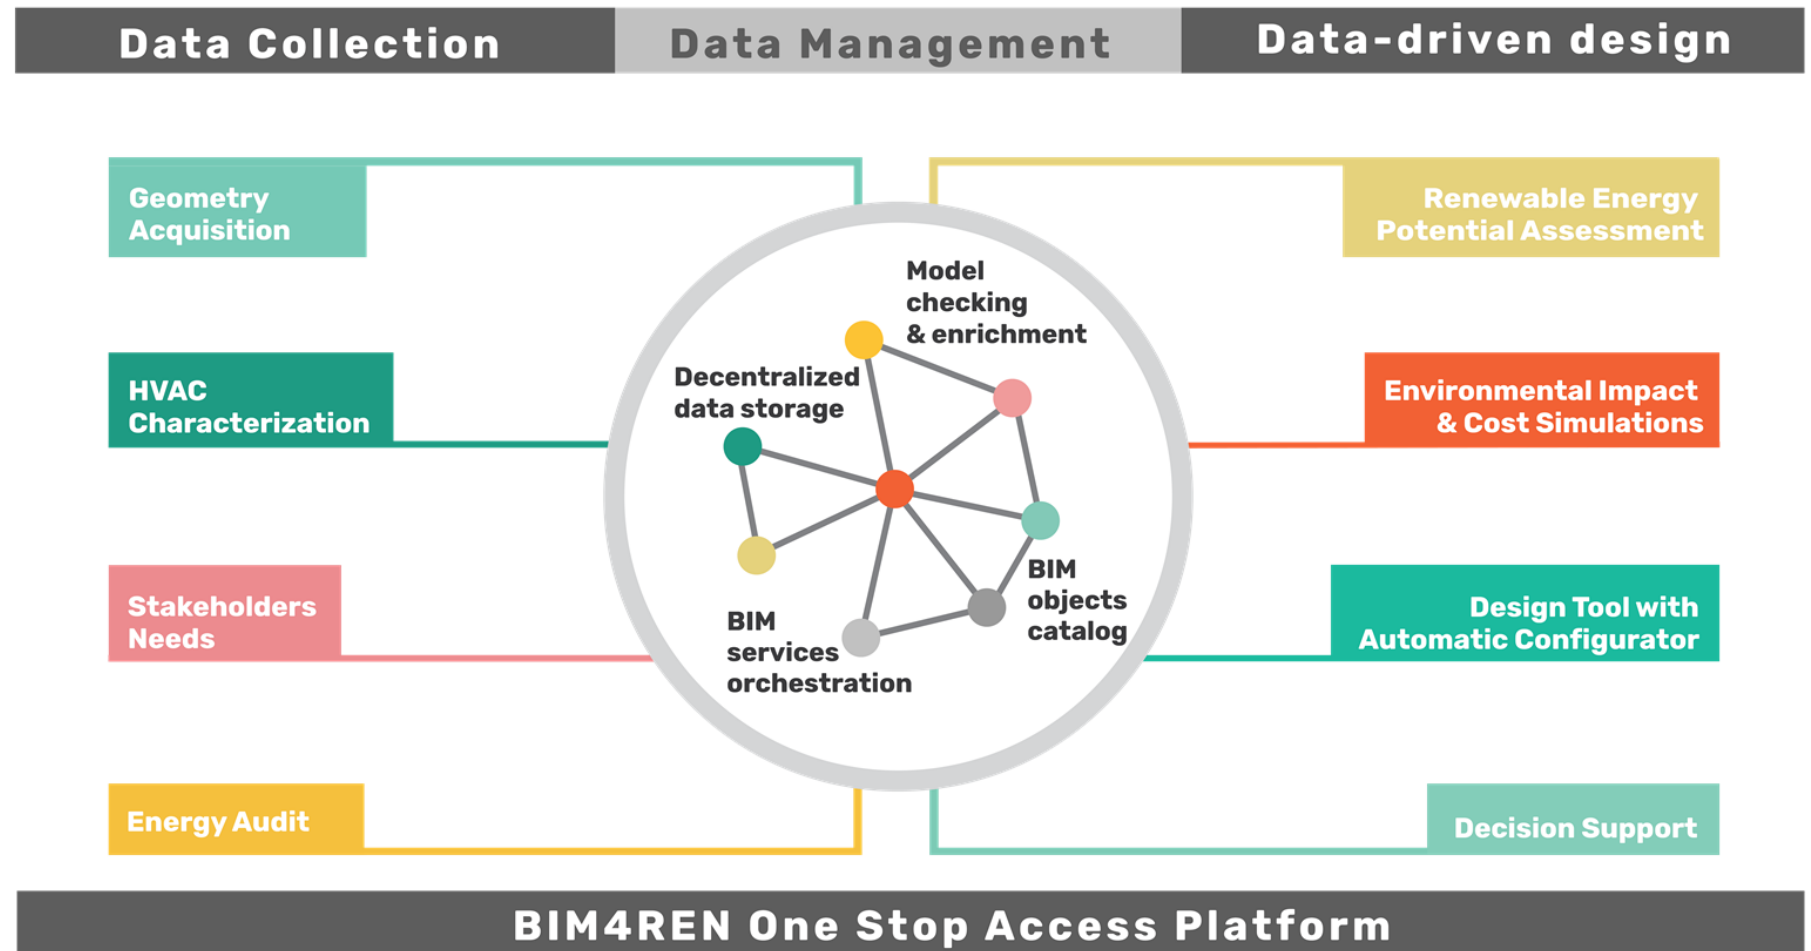 Data Collection
Data Management
Data-driven design
Geometry
Acquisition
HVAC
Characterization
Stakeholders
Needs
Energy Audit
Model
checking
& enrichment
Decentralized
data storage
BIM
objects
catalog
BIM
services
orchestration
Renewable Energy
Potential Assessment
Environmental Impact
& Cost Simulations
Design Tool with
Automatic Configurator
Decision Support
BIM4REN One Stop Access Platform